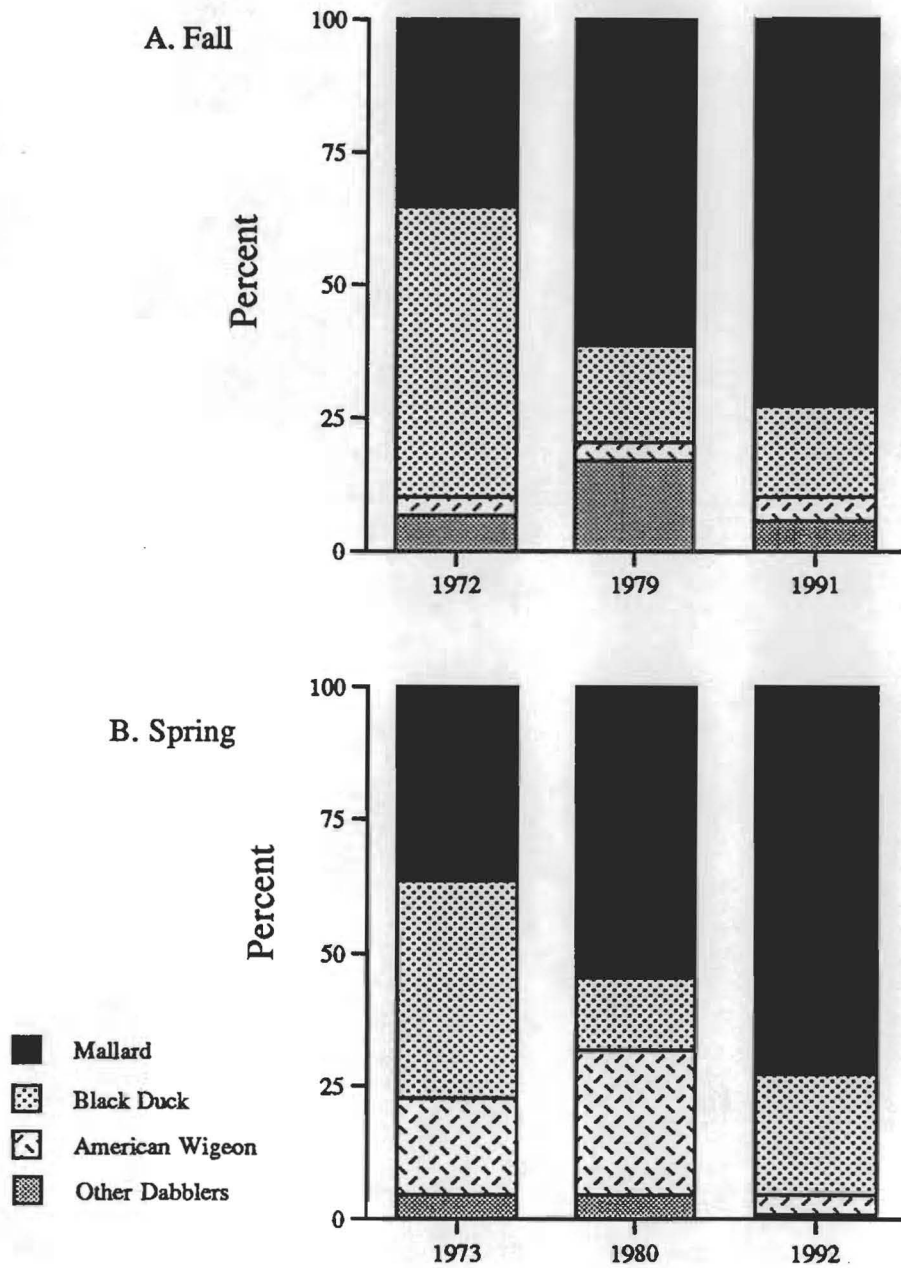 A. Fall
Percent
100
75
50
25
0
1972 1979 1991
B. Spring
Percent
100
75
50
25
0
1973 1980 1992
Mallard
Black Duck
American Wigeon
Other Dabblers